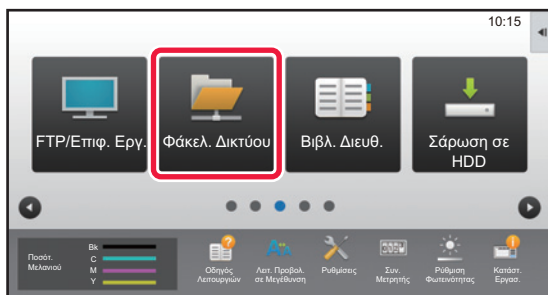 10:15
FTP/Επιφ. Εργ.
Φάκελ. Δικτύου
Βιβλ. Διευθ.
Σάρωση σε
HDD
Ποσότ.
Μελανιού
Bk
C
M
Y
Οδηγός
Λειτουργιών
Λειτ. Προβολ.
σε Μεγέθυνση
Ρυθμίσεις
Συν.
Μετρητής
Ρύθμιση
Φωτεινότητας
Κατάστ.
Εργασ.